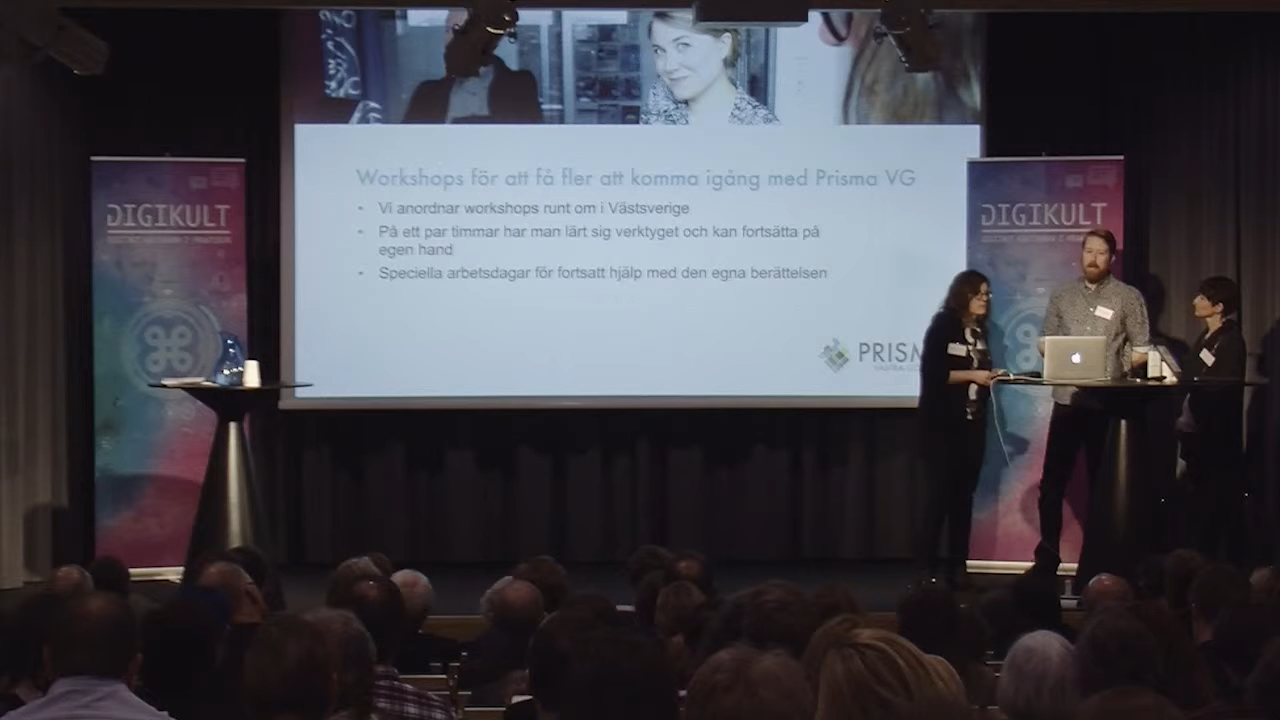 Workshops för att få fler att komma igång med Prisma VG
- Vi anordnar workshops runt om i Västsverige
- På ett par timmar har man lärt sig verktyget och kan fortsätta på
egen hand
- Speciella arbetsdagar för fortsatt hjälp med den egna berättelsen
PRISM
DIGIKULT
DIGIKULT